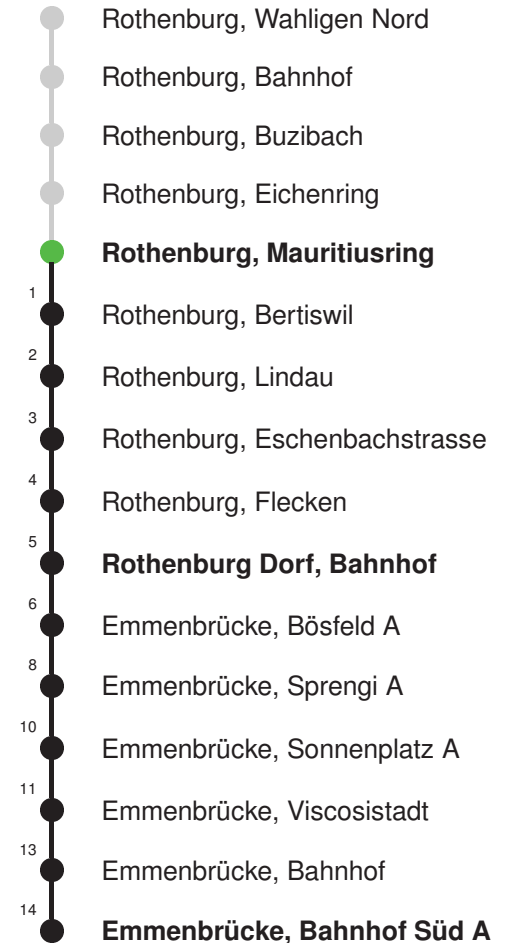 Rothenburg, Wahligen Nord
Rothenburg, Bahnhof
Rothenburg, Buzibach
Rothenburg, Eichenring
Rothenburg, Mauritiusring
1 Rothenburg, Bertiswil
2 Rothenburg, Lindau
3 Rothenburg, Eschenbachstrasse
4 Rothenburg, Flecken
5 Rothenburg Dorf, Bahnhof
6 Emmenbrücke, Bösfeld A
8 Emmenbrücke, Sprengi A
10 Emmenbrücke, Sonnenplatz A
11 Emmenbrücke, Viscosistadt
13 Emmenbrücke, Bahnhof
14 Emmenbrücke, Bahnhof Süd A